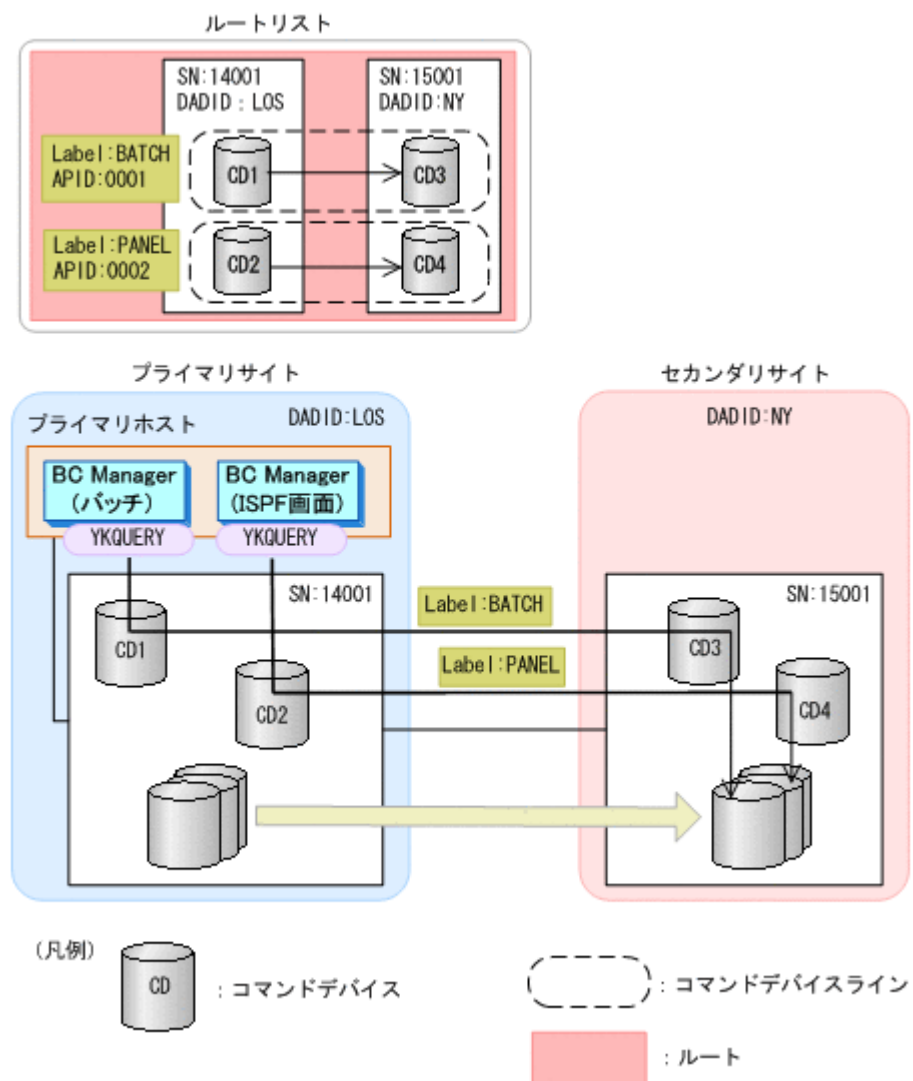 ルートリスト
SN:14001
DADID:LOS
SN:15001
DADID:NY
Label:BATCH
APID:0001
CD1
CD3
Label:PANEL
APID:0002
CD2
CD4
プライマリサイト
セカンダリサイト
プライマリホスト
DADID:LOS
DADID:NY
BC Manager
(バッチ)
BC Manager
(ISPF画面)
YKQUERY
YKQUERY
SN:14001
SN:15001
Label:BATCH
CD1
CD3
Label:PANEL
CD2
CD4
(凡例)
CD
:コマンドデバイス
:コマンドデバイスライン
:ルート